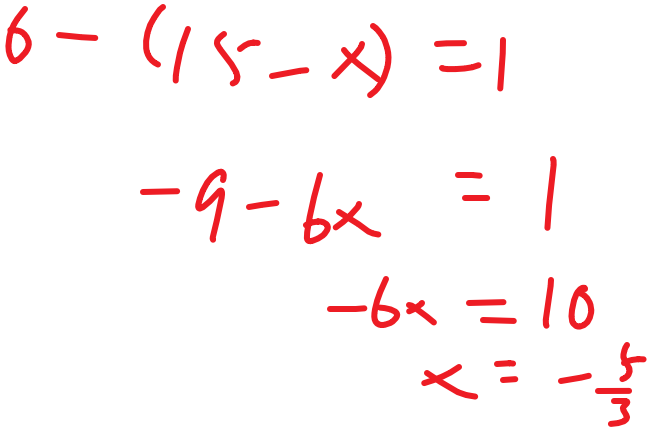 6 - (15 - x) = 1
-9 - 6x = 1
-6x = 10
x = -5/3